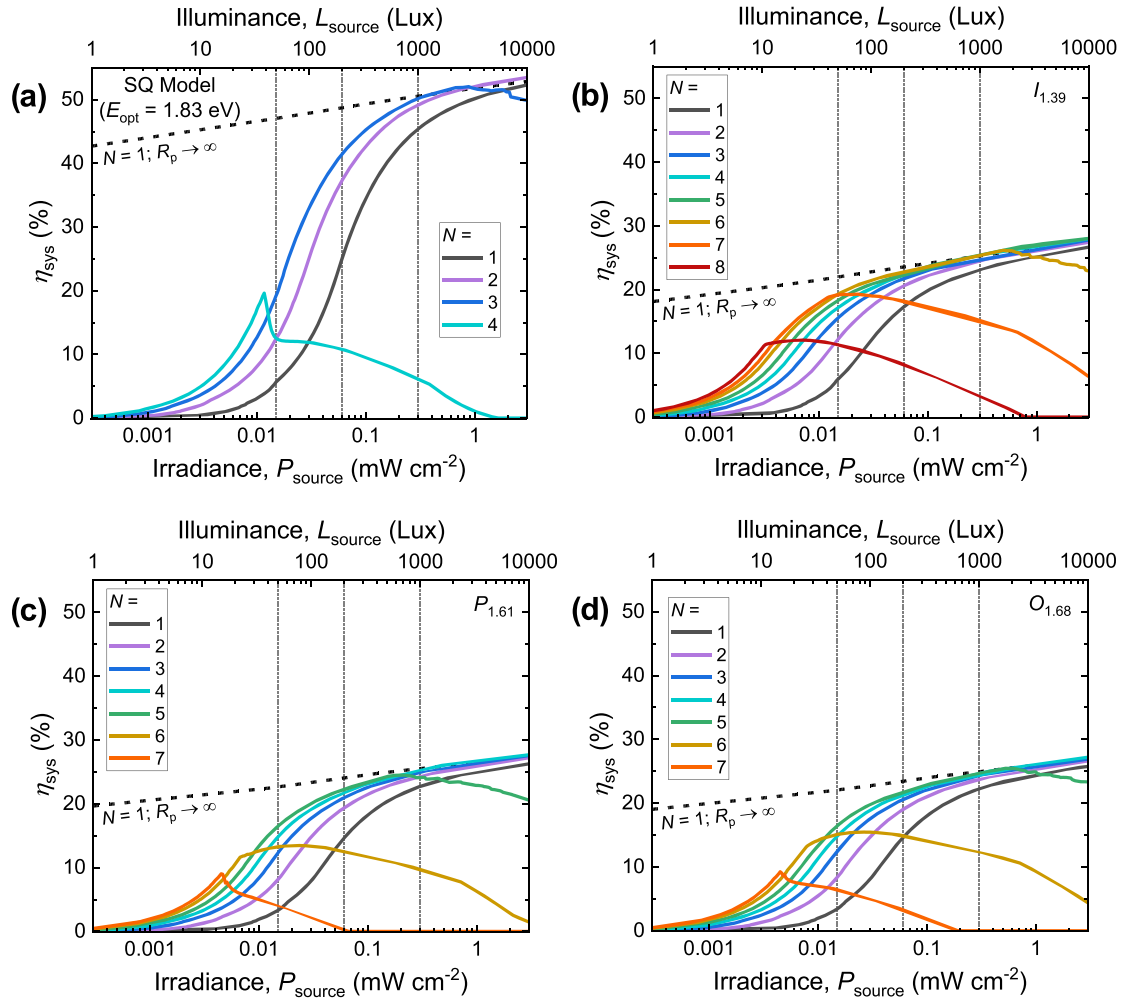 Illuminance, L_source (Lux)
1 10 100 1000 10000
(a)
SQ Model
(E_opt = 1.83 eV)
N = 1; R_p → ∞
50
40
30
20
10
0
η_sys (%)
N =
1
2
3
4
0.001 0.01 0.1 1
Irradiance, P_source (mW cm⁻²)
Illuminance, L_source (Lux)
1 10 100 1000 10000
(b)
I_1.39
N =
1
2
3
4
5
6
7
8
50
40
30
20
10
0
η_sys (%)
N = 1; R_p → ∞
0.001 0.01 0.1 1
Irradiance, P_source (mW cm⁻²)
Illuminance, L_source (Lux)
1 10 100 1000 10000
(c)
P_1.61
N =
1
2
3
4
5
6
7
50
40
30
20
10
0
η_sys (%)
N = 1; R_p → ∞
0.001 0.01 0.1 1
Irradiance, P_source (mW cm⁻²)
Illuminance, L_source (Lux)
1 10 100 1000 10000
(d)
O_1.68
N =
1
2
3
4
5
6
7
50
40
30
20
10
0
η_sys (%)
N = 1; R_p → ∞
0.001 0.01 0.1 1
Irradiance, P_source (mW cm⁻²)